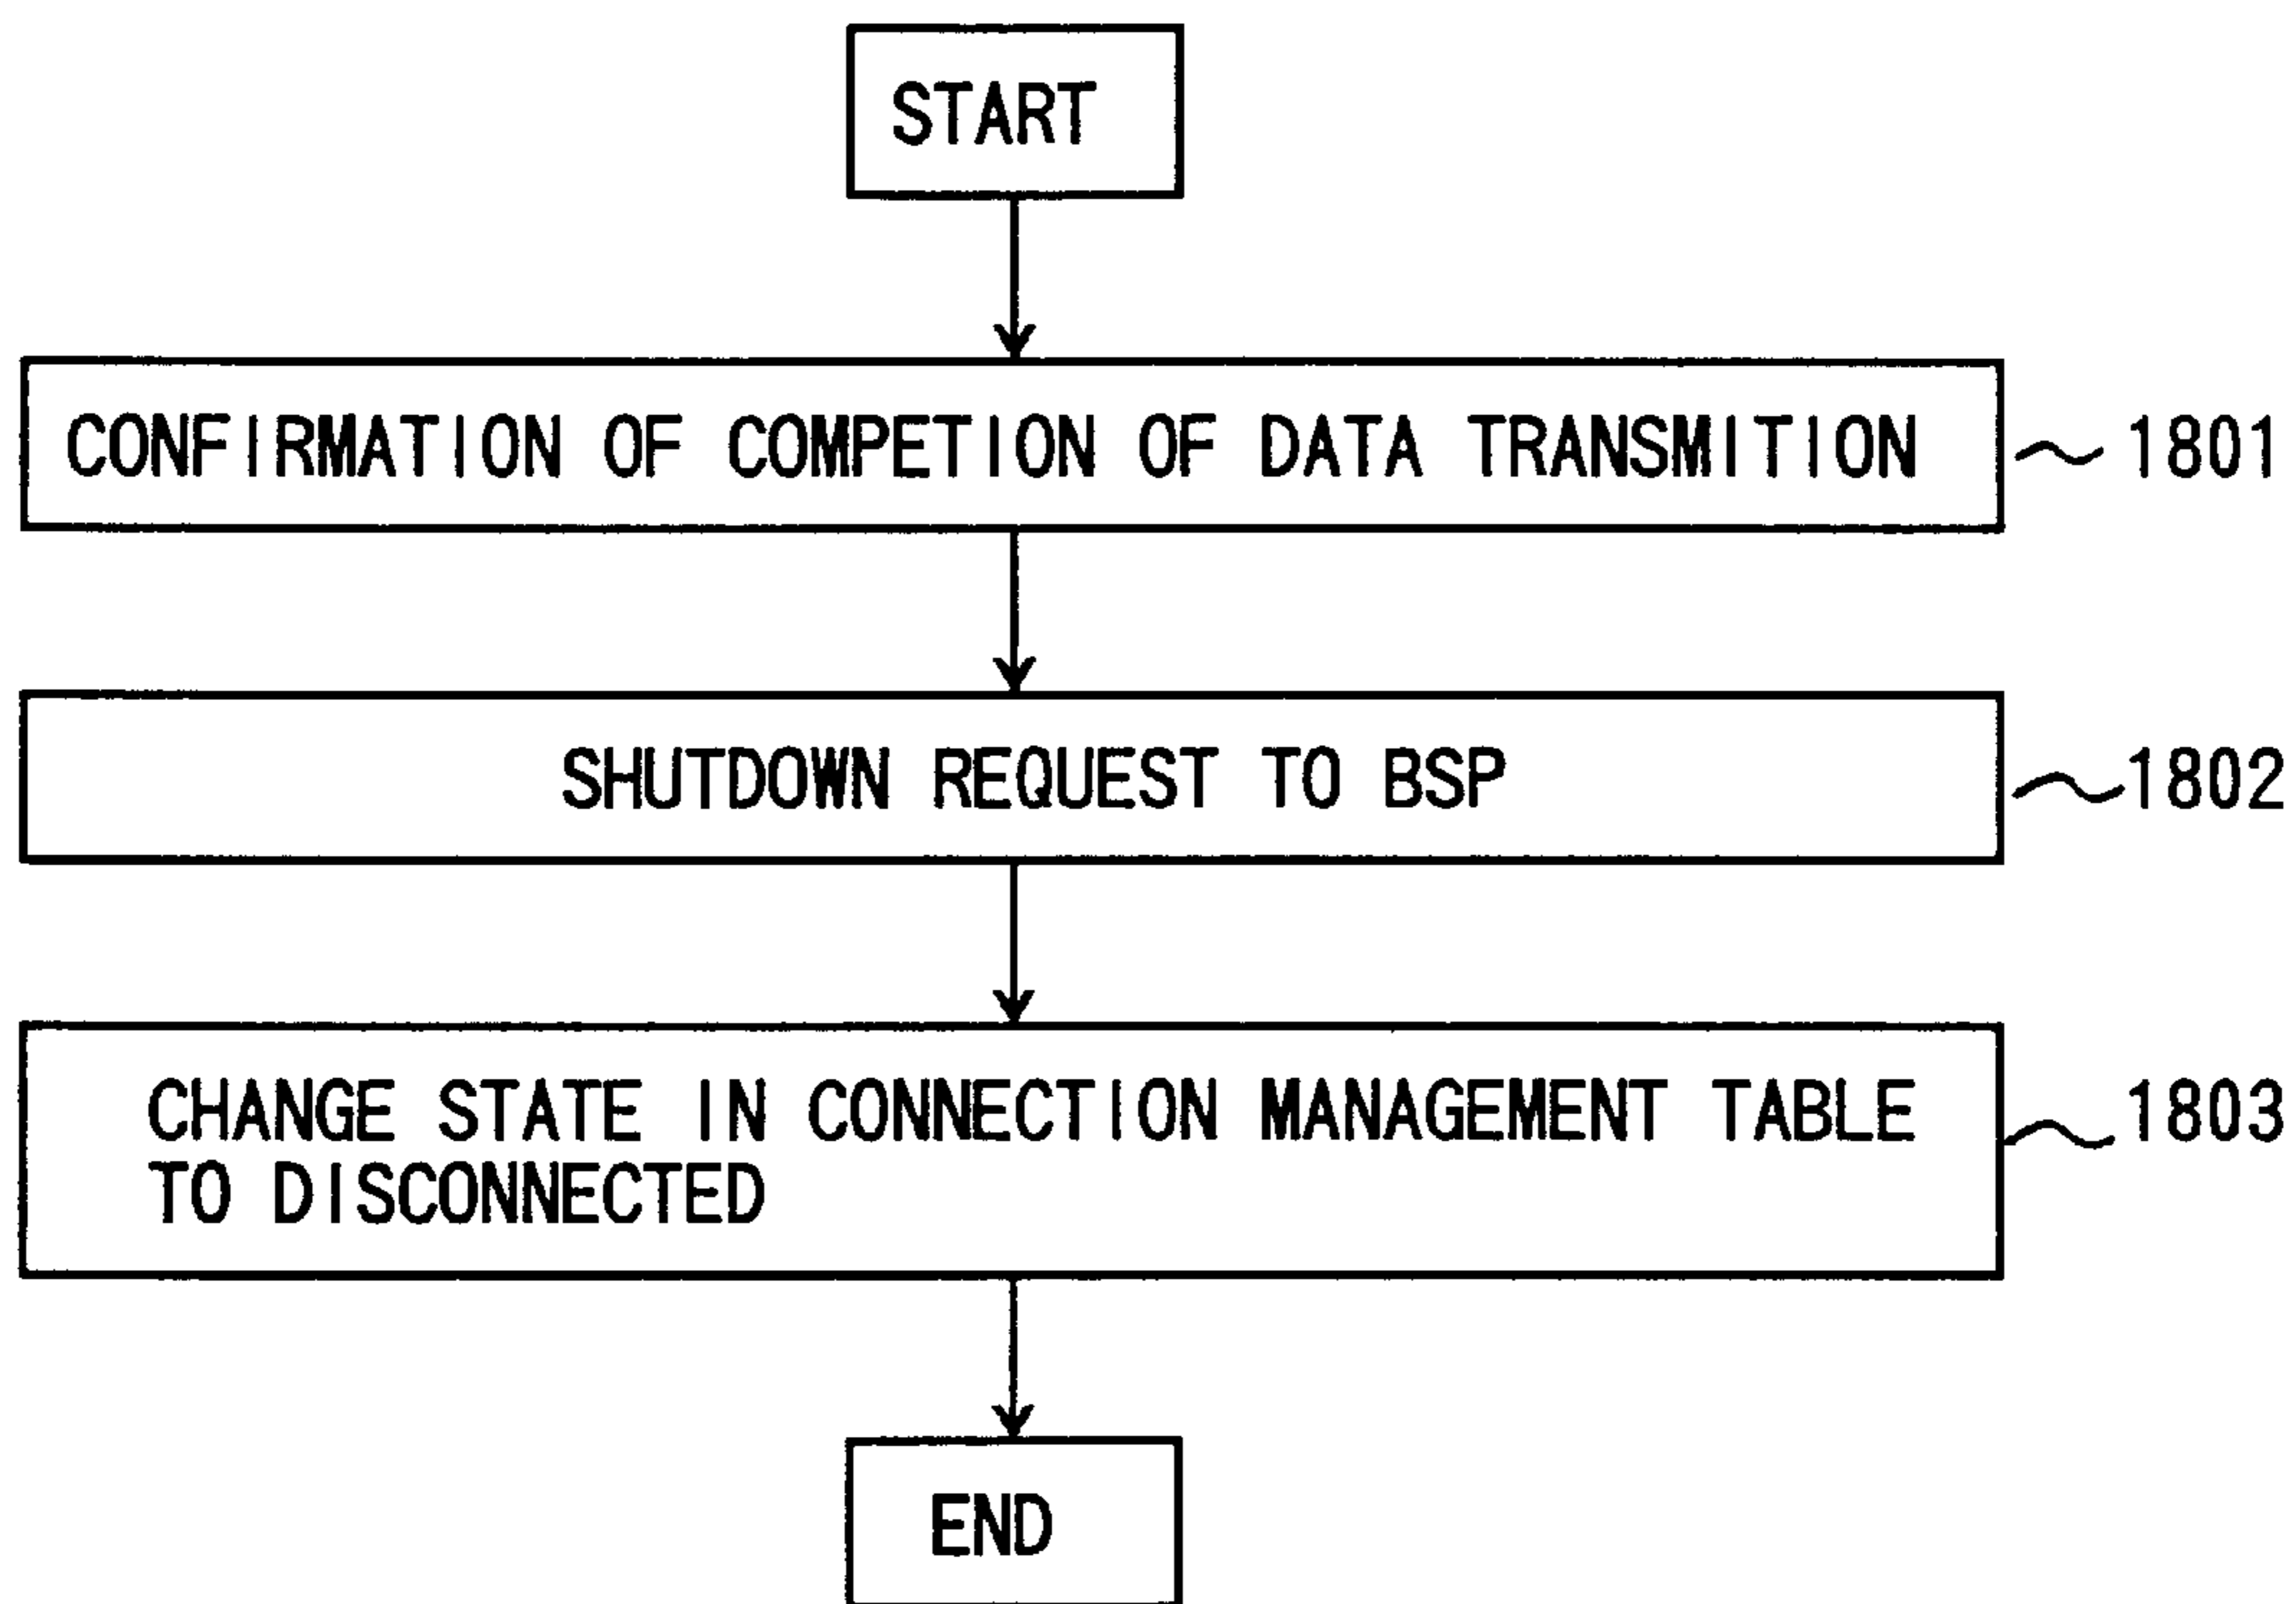 START
CONFIRMATION OF COMPETION OF DATA TRANSMITION
1801
SHUTDOWN REQUEST TO BSP
1802
CHANGE STATE IN CONNECTION MANAGEMENT TABLE
TO DISCONNECTED
1803
END